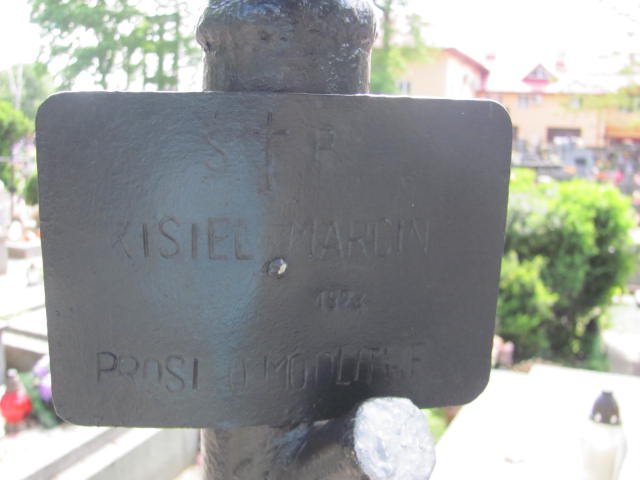 S † P
KISIEL MARCIN
PROSI O MODLITWE